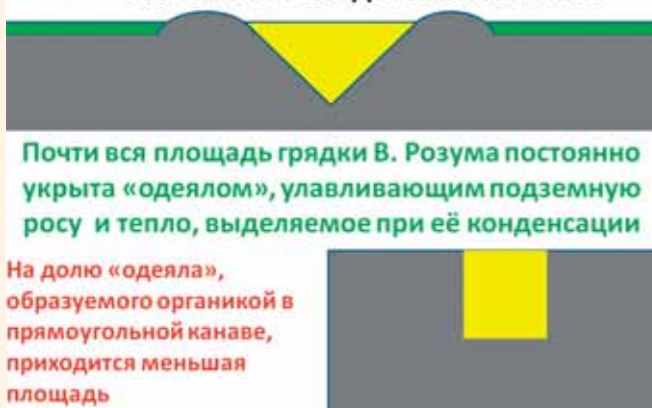 Почти вся площадь грядки В. Розума постоянно
укрыта «одеялом», улавливающим подземную
росу и тепло, выделяемое при её конденсации
На долю «одеяла»,
образуемого органикой в
прямоугольной канаве,
приходится меньшая
площадь